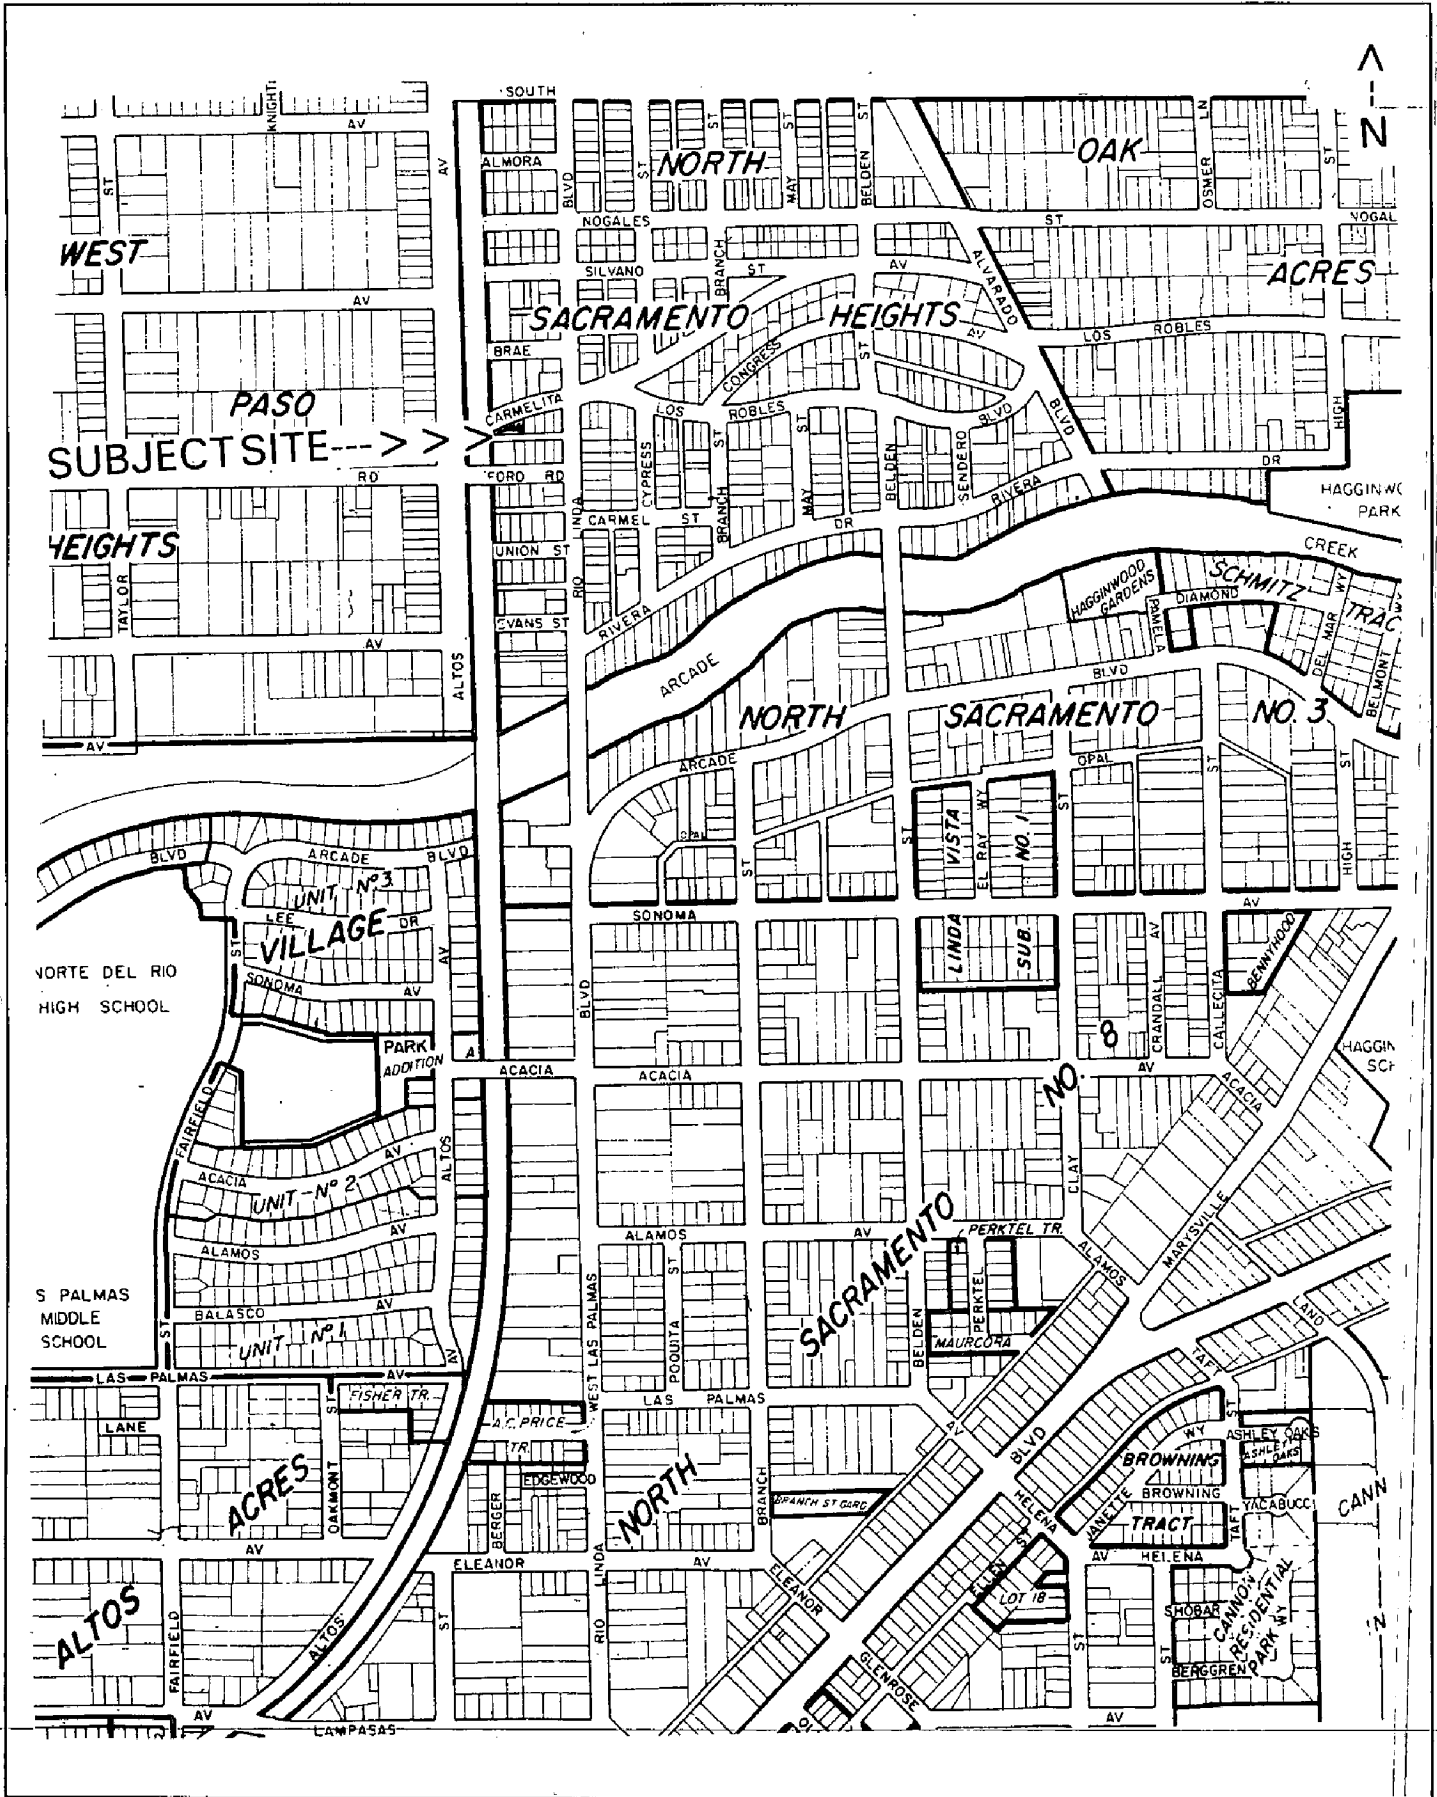 SOUTH
KNIGHT
AV
ST
N
ST
ST
MAY ST
BELDEN ST
OSMER LN
ST
ALMORA
NORTH
OAK
BLVD
NOGALES
ST
NOGAL
WEST
SILVANO
ST
AV
BRANCH
ALVARADO
ACRES
AV
AV
SACRAMENTO
HEIGHTS
AV
LOS ROBLES
BRAE
CONGRESS
ST
PASO
CARMELITA
LOS ROBLES
BLVD
BLVD
HIGH
SUBJECT SITE--->>>
RD
FORD RD
CYPRESS
BRANCH ST
MAY ST
BELDEN
SENDERO
RIVERA
DR
HAGGINWO
PARK
HEIGHTS
CARMEL ST
DR
UNION ST
RIO LINDA
CREEK
TAYLOR
EVANS ST
RIVERA
HAGGINWOOD
GARDENS
SCHMITZ
TRAC
DIAMOND
PAMELA
DEL MAR WY
BELMONT
AV
ALTOS
ARCADE
BLVD
NORTH
SACRAMENTO
NO. 3
AV
ARCADE
OPAL
ST
ST
OPAL
ST
ST
VISTA
EL RAY WY
NO. 1
ST
HIGH
BLVD
ARCADE
BLVD
UNIT Nº 3
LEE DR
VILLAGE
SONOMA
AV
ST
AV
LINDA
SUB.
BENNYHOOD
NORTE DEL RIO
HIGH SCHOOL
SONOMA
AV
BLVD
CRANDALL AV
CALLECITA
PARK
ADDITION
A
NO. 8
HAGGIN
SCH
ACACIA
ACACIA
AV
ACACIA
FAIRFIELD
ALTOS
AV
ACACIA
UNIT-Nº 2
CLAY
MARYSVILLE
ALAMOS
AV
ALAMOS
AV
PERKTEL TR.
ALAMOS
SACRAMENTO
S PALMAS
MIDDLE
SCHOOL
BALASCO
AV
UNIT Nº 1
ST
AV
WEST LAS PALMAS
POQUITA ST
BELDEN
PERKTEL
MAURCORA
LAND
TAFT
LAS PALMAS
AV
FISHER TR.
LANE
ST
A.C. PRICE
TR.
LAS PALMAS
AV
BLVD
ST
ASHLEY OAKS
ASHLEY OAKS
WY
BROWNING
BROWNING
ACRES
OAKMONT
EDGEWOOD
BERGER
NORTH
BRANCH
BRANCH ST GARD
HELENA
JANETTE
TRACT
TAFT
YACABUCCI
CANN
AV
ELEANOR
AV
ELEANOR
AV
HELENA
ELLEN ST
LOT 18
ALTOS
FAIRFIELD
ALTOS
ST
RIO LINDA
SHOBAR
CANNON
RESIDENTIAL
PARK
WY
BERGGREN
ST
ST
GLENROSE
AV
LAMPASAS
AV